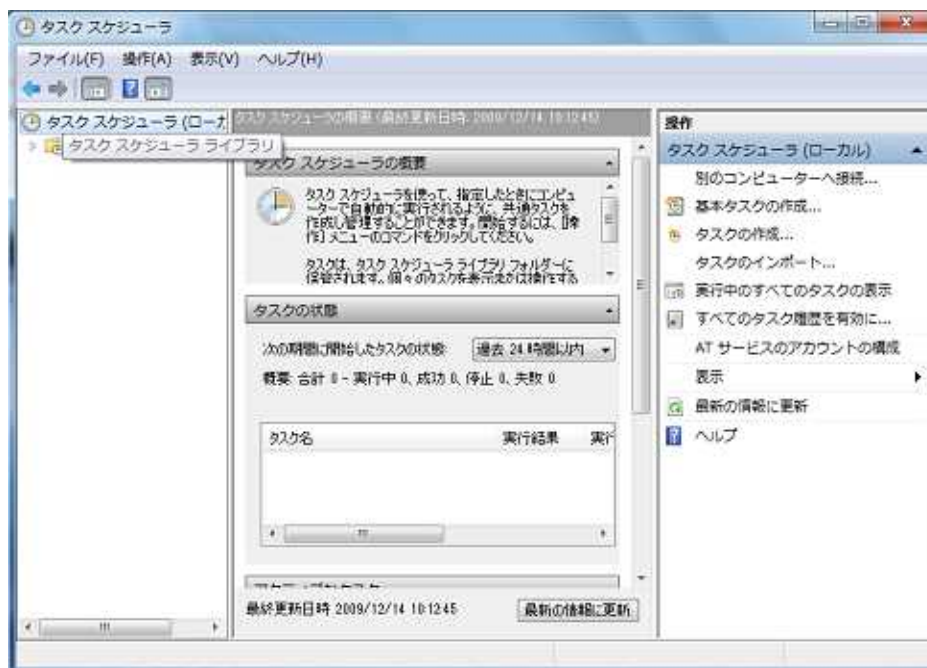 タスク スケジューラ
ファイル(F) 操作(A) 表示(V) ヘルプ(H)
タスク スケジューラ (ローカ
タスク スケジューラ ライブラリ
タスク スケジューラの概要 (最終更新日時: 2009/12/14 10:12:45)
タスク スケジューラの概要
タスク スケジューラを使って、指定したときにコンピュ
ーターで自動的に実行されるように、共通タスクを
作成し管理することができます。開始するには、[操
作] メニューのコマンドをクリックしてください。
タスクは、タスク スケジューラ ライブラリ フォルダーに
保管されます。個々のタスクを表示または操作する
タスクの状態
次の期間に開始したタスクの状態:
過去 24 時間以内
概要: 合計 0 - 実行中 0、成功 0、停止 0、失敗 0
タスク名 実行結果 実行
最終更新日時 2009/12/14 10:12:45
最新の情報に更新
操作
タスク スケジューラ (ローカル)
別のコンピューターへ接続...
基本タスクの作成...
タスクの作成...
タスクのインポート...
実行中のすべてのタスクの表示
すべてのタスク履歴を有効に...
AT サービスのアカウントの構成
表示
最新の情報に更新
ヘルプ